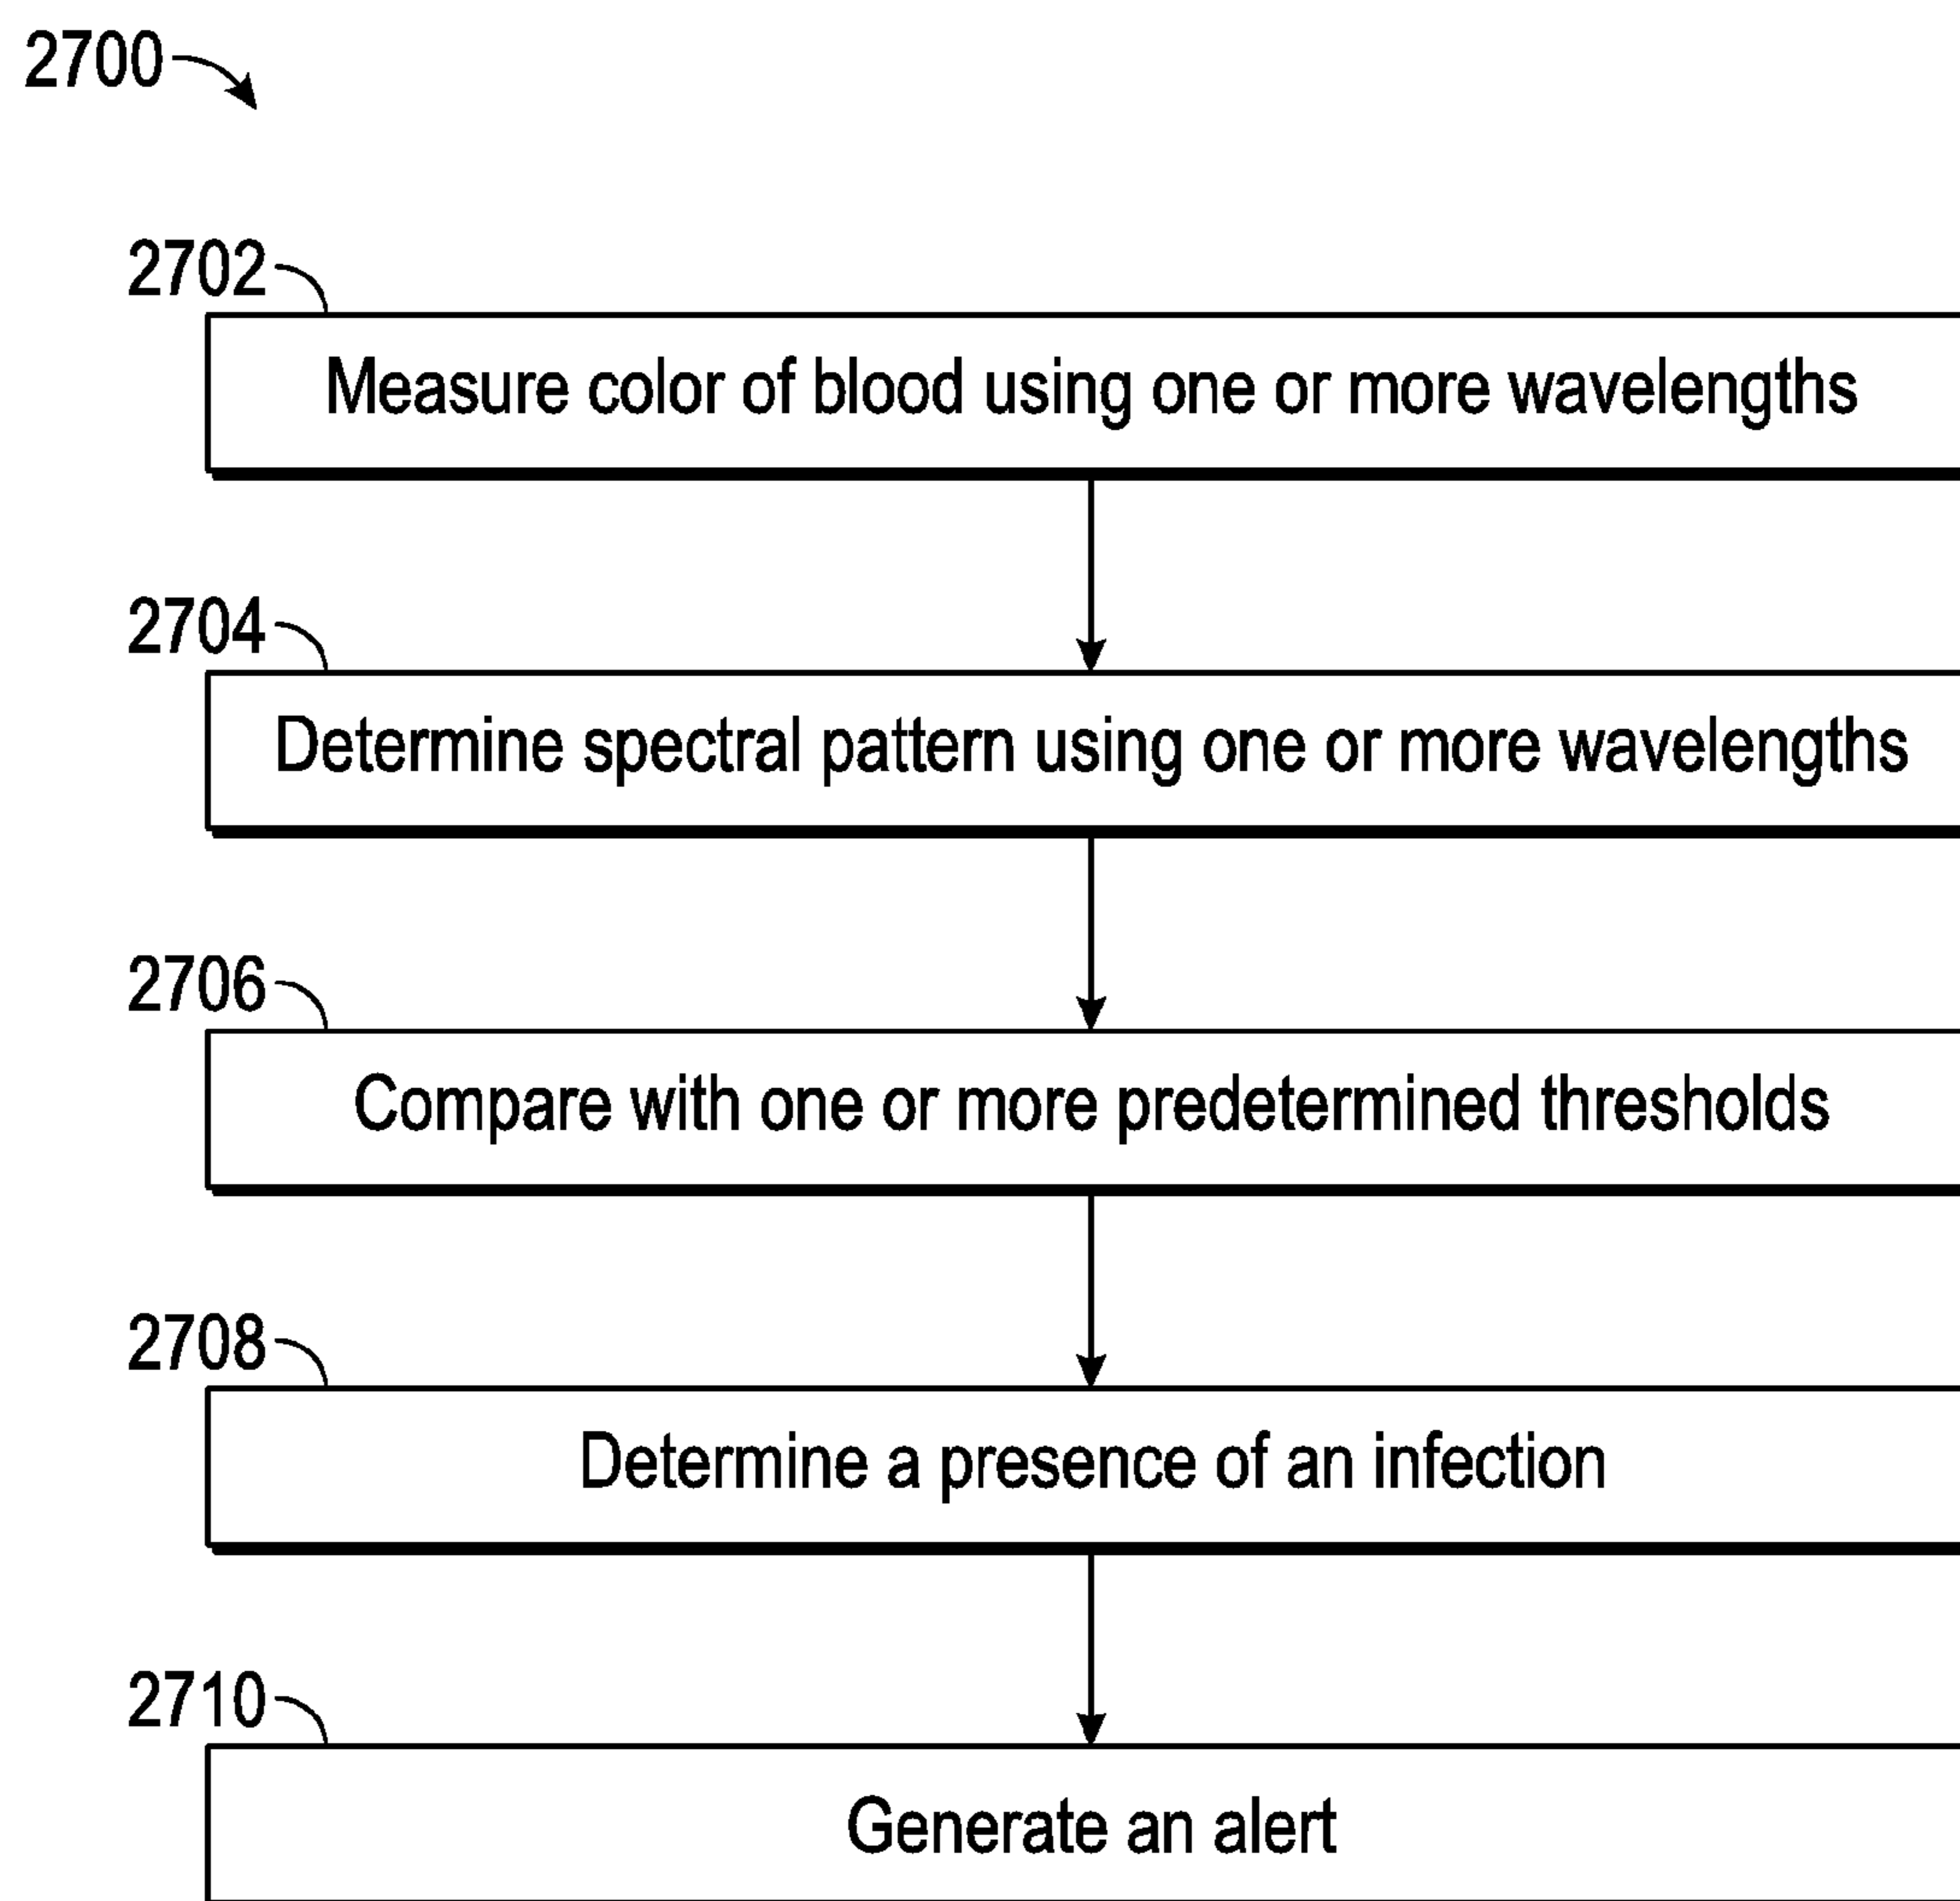 2700
2702
Measure color of blood using one or more wavelengths
2704
Determine spectral pattern using one or more wavelengths
2706
Compare with one or more predetermined thresholds
2708
Determine a presence of an infection
2710
Generate an alert